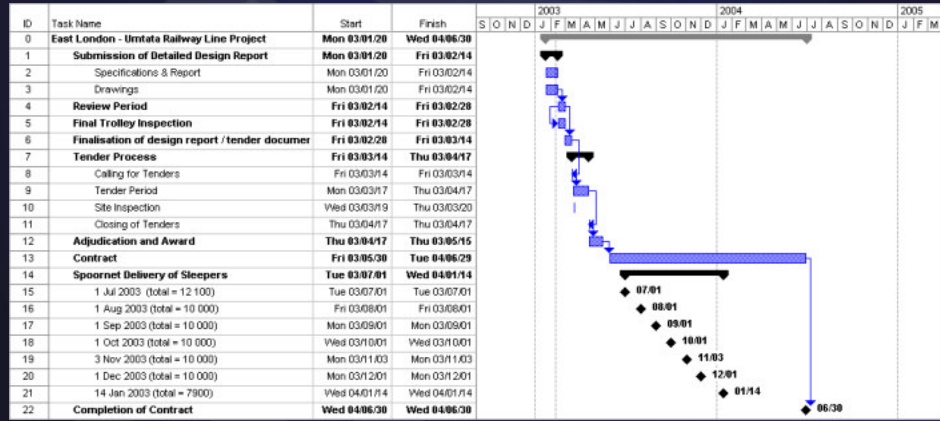 2003 2004 2005
ID Task Name Start Finish S O N D J F M A M J J A S O N D J F M A M J J A S O N D J F M
0 East London - Umtata Railway Line Project Mon 03/01/20 Wed 04/06/30
1 Submission of Detailed Design Report Mon 03/01/20 Fri 03/02/14
2 Specifications & Report Mon 03/01/20 Fri 03/02/14
3 Drawings Mon 03/01/20 Fri 03/02/14
4 Review Period Fri 03/02/14 Fri 03/02/28
5 Final Trolley Inspection Fri 03/02/14 Fri 03/02/28
6 Finalisation of design report / tender documer Fri 03/02/28 Fri 03/03/14
7 Tender Process Fri 03/03/14 Thu 03/04/17
8 Calling for Tenders Fri 03/03/14 Fri 03/03/14
9 Tender Period Mon 03/03/17 Thu 03/04/17
10 Site Inspection Wed 03/03/19 Thu 03/03/20
11 Closing of Tenders Thu 03/04/17 Thu 03/04/17
12 Adjudication and Award Thu 03/04/17 Thu 03/05/15
13 Contract Fri 03/05/30 Tue 04/06/29
14 Spoornet Delivery of Sleepers Tue 03/07/01 Wed 04/01/14
15 1 Jul 2003 (total = 12 100) Tue 03/07/01 Tue 03/07/01 07/01
16 1 Aug 2003 (total = 10 000) Fri 03/08/01 Fri 03/08/01 08/01
17 1 Sep 2003 (total = 10 000) Mon 03/09/01 Mon 03/09/01 09/01
18 1 Oct 2003 (total = 10 000) Wed 03/10/01 Wed 03/10/01 10/01
19 3 Nov 2003 (total = 10 000) Mon 03/11/03 Mon 03/11/03 11/03
20 1 Dec 2003 (total = 10 000) Mon 03/12/01 Mon 03/12/01 12/01
21 14 Jan 2003 (total = 7900) Wed 04/01/14 Wed 04/01/14 01/14
22 Completion of Contract Wed 04/06/30 Wed 04/06/30 06/30